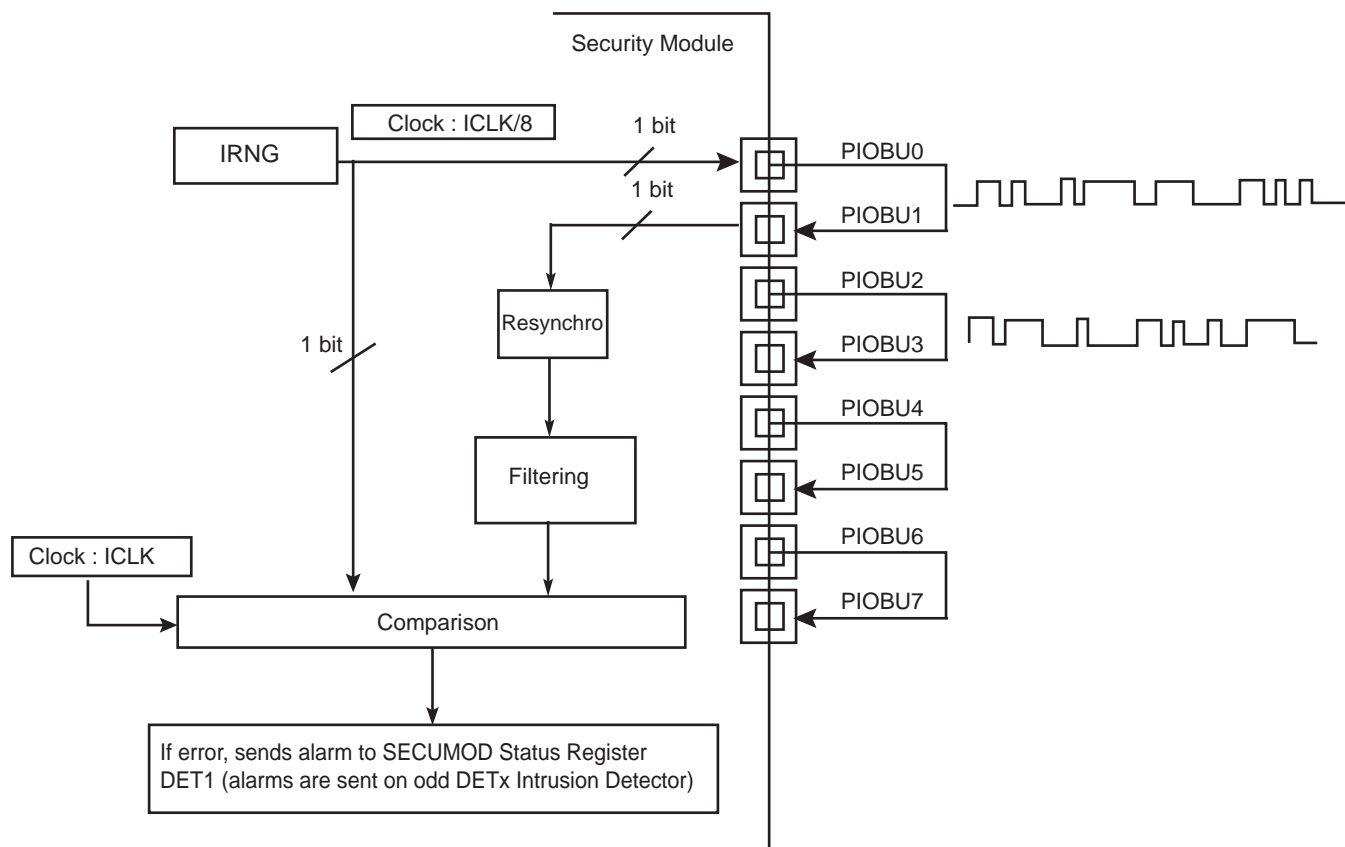 Security Module
Clock : ICLK/8
IRNG
1 bit
PIOBU0
1 bit
PIOBU1
PIOBU2
Resynchro
1 bit
PIOBU3
PIOBU4
Filtering
PIOBU5
PIOBU6
Clock : ICLK
PIOBU7
Comparison
If error, sends alarm to SECUMOD Status Register
DET1 (alarms are sent on odd DETx Intrusion Detector)